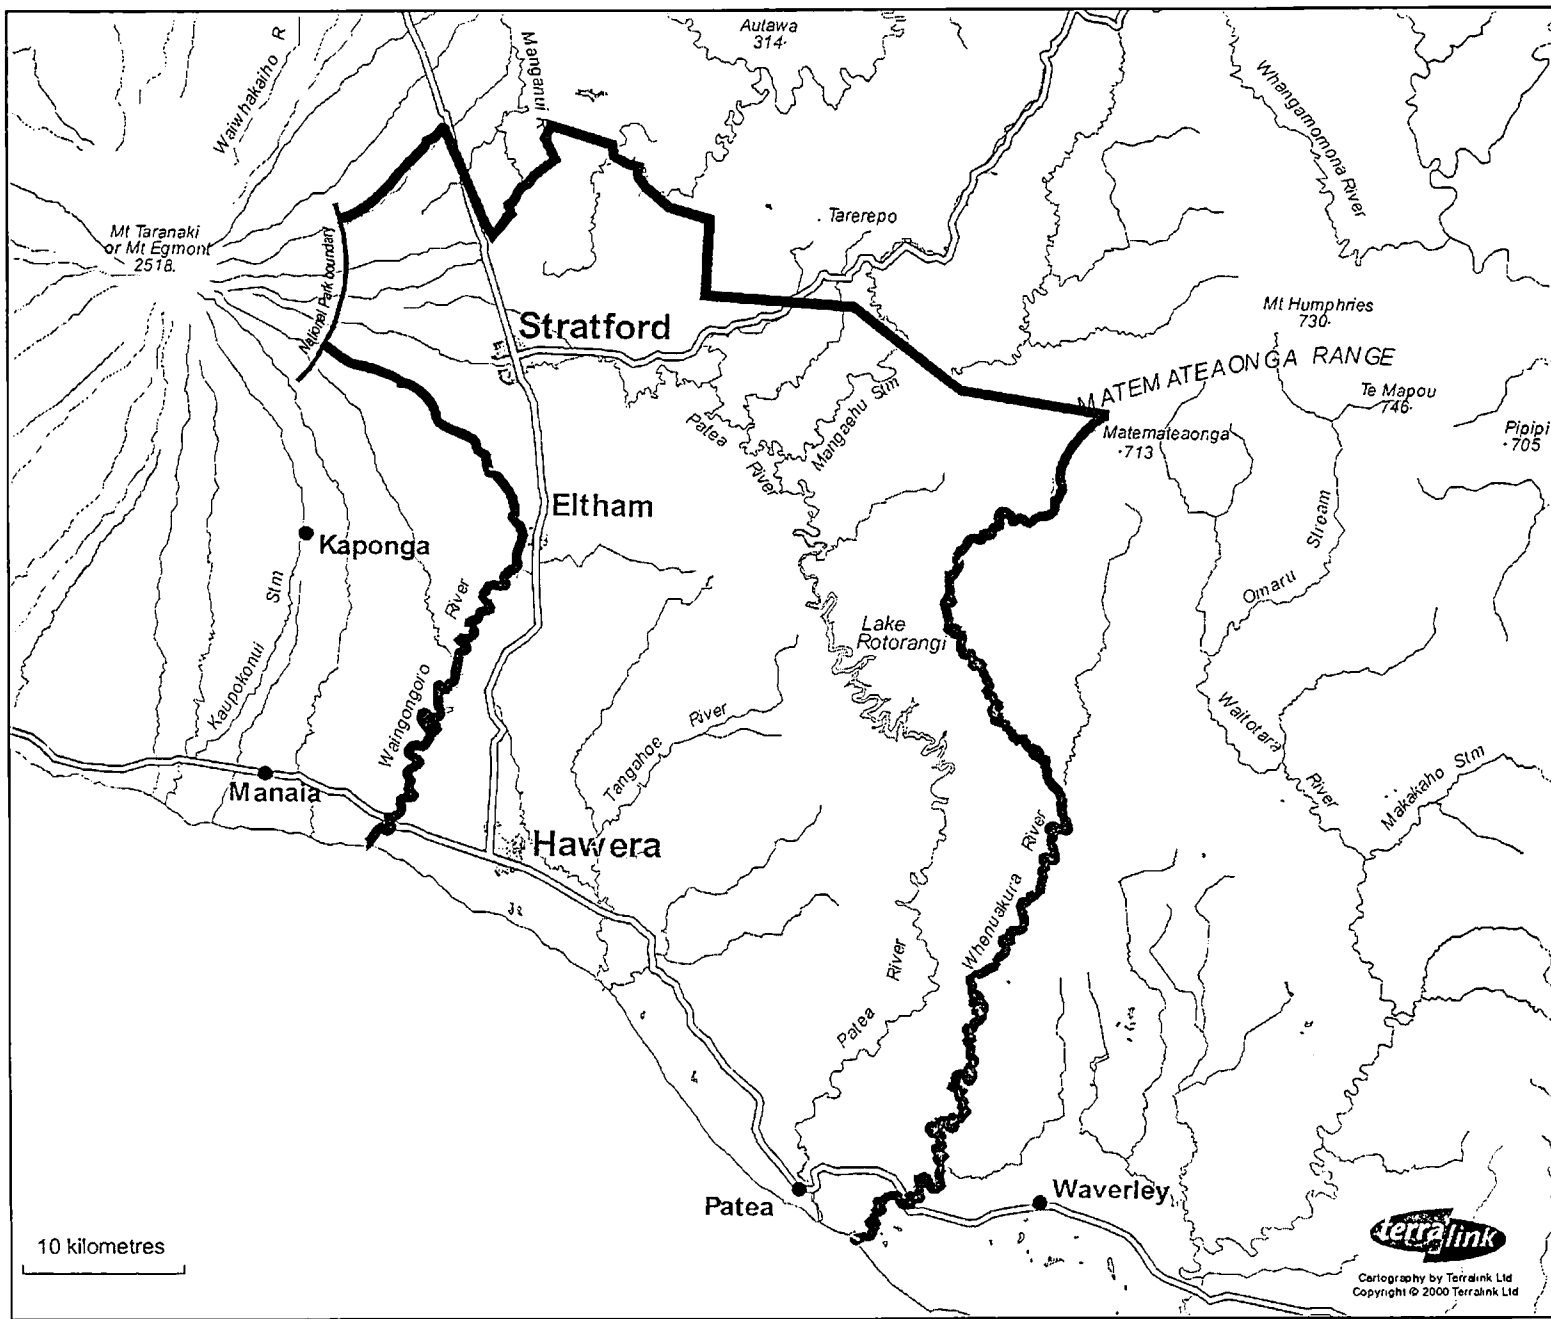 Autawa
314
Waiwhakaiho R
Manganui
Whangamomona River
Mt Taranaki
or Mt Egmont
2518
National Park boundary
Tarerepo
Stratford
Mt Humphries
730
MATEMATEAONGA RANGE
Te Mapou
746
Pipipi
705
Matemateaonga
713
Patea River
Mangaehu Stm
Eltham
Kaponga
Omaru Stream
Kaupokonui Stm
Waingongoro River
Lake
Rotorangi
Tangahoe River
Waitotara River
Makakaho Stm
Manaia
Hawera
Whenuakura River
Patea River
Patea
Waverley
10 kilometres
terralink
Cartography by Terralink Ltd
Copyright © 2000 Terralink Ltd